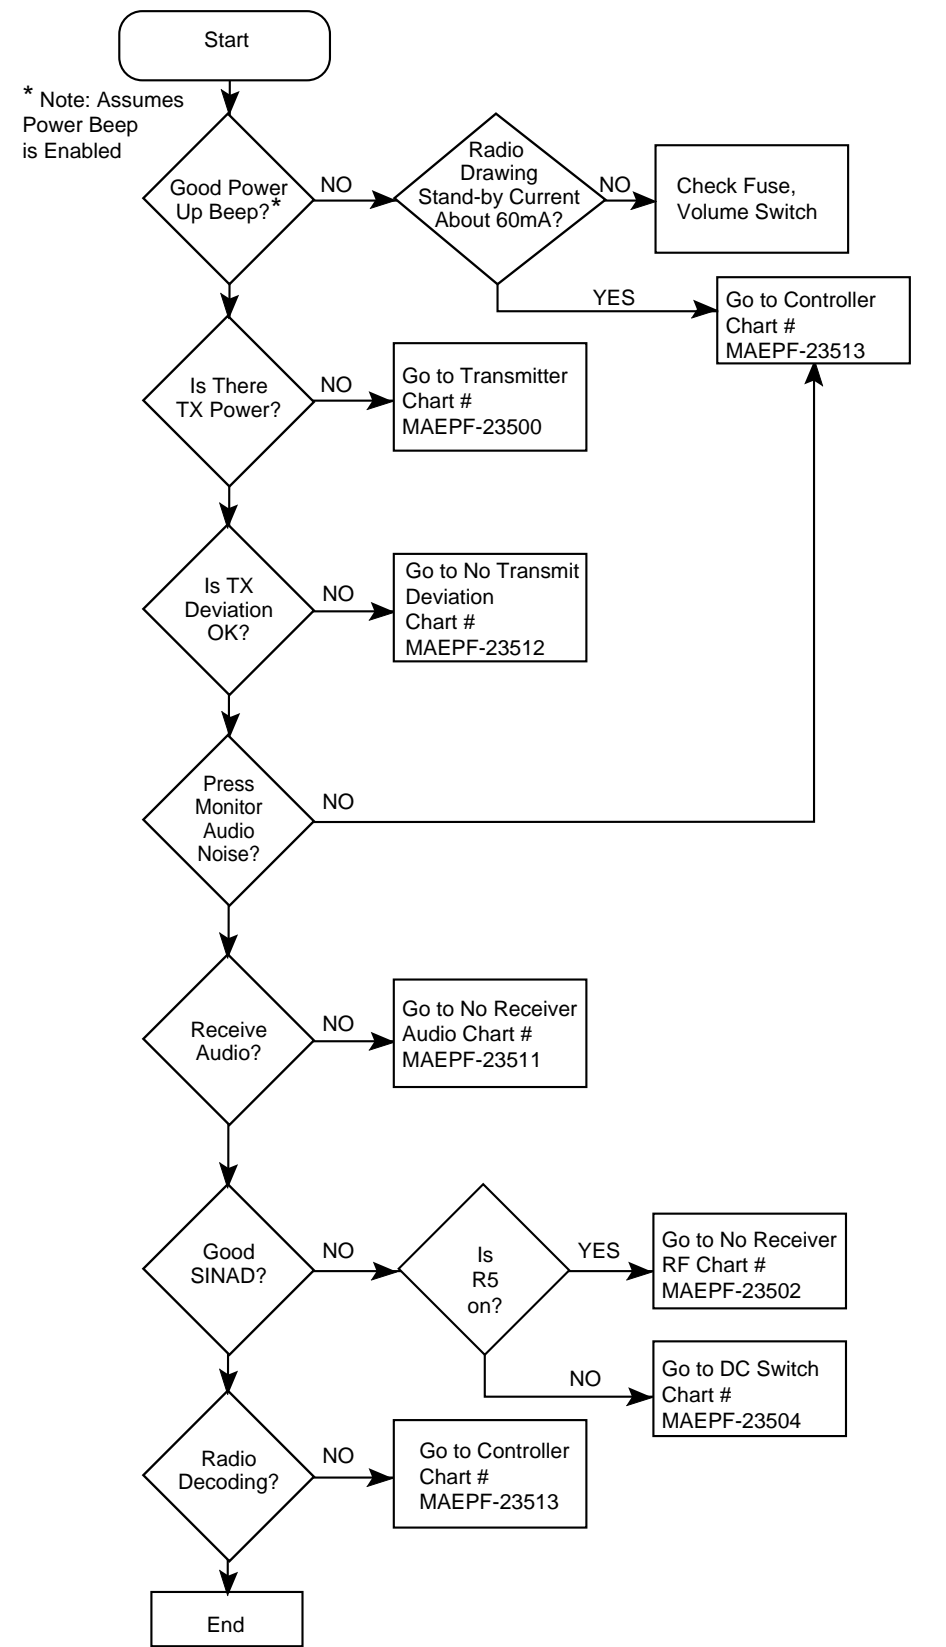 Start
* Note: Assumes
Power Beep
is Enabled
Good Power
Up Beep?*
NO
Radio
Drawing
Stand-by Current
About 60mA?
NO
Check Fuse,
Volume Switch
YES
Go to Controller
Chart #
MAEPF-23513
Is There
TX Power?
NO
Go to Transmitter
Chart #
MAEPF-23500
Is TX
Deviation
OK?
NO
Go to No Transmit
Deviation
Chart #
MAEPF-23512
Press
Monitor
Audio
Noise?
NO
Receive
Audio?
NO
Go to No Receiver
Audio Chart #
MAEPF-23511
Good
SINAD?
NO
Is
R5
on?
YES
Go to No Receiver
RF Chart #
MAEPF-23502
NO
Go to DC Switch
Chart #
MAEPF-23504
Radio
Decoding?
NO
Go to Controller
Chart #
MAEPF-23513
End